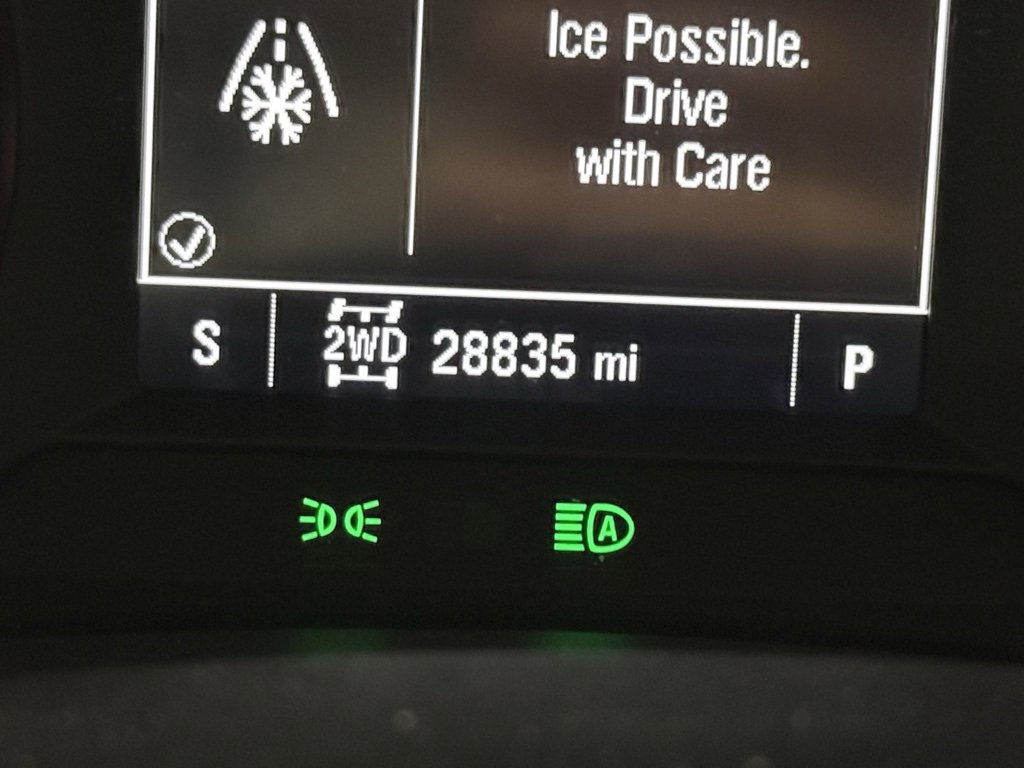 Ice Possible.
Drive
with Care
S
2WD
28835 mi
P
A